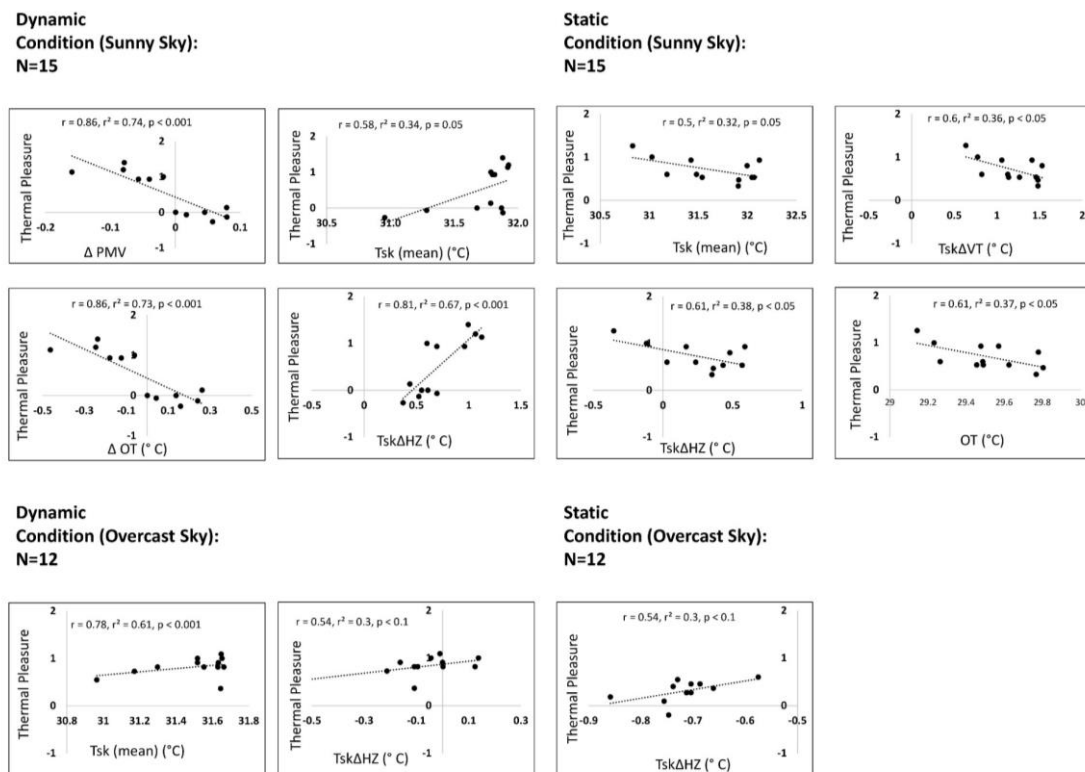 Dynamic
Condition (Sunny Sky):
N=15
Static
Condition (Sunny Sky):
N=15
r = 0.86, r² = 0.74, p < 0.001
Thermal Pleasure
2
1
0
-1
-0.2
-0.1
0
0.1
Δ PMV
r = 0.58, r² = 0.34, p = 0.05
Thermal Pleasure
2
1
0
-1
30.5
31.0
31.5
32.0
Tsk (mean) (°C)
r = 0.5, r² = 0.32, p = 0.05
Thermal Pleasure
2
1
0
-1
30.5
31
31.5
32
32.5
Tsk (mean) (°C)
r = 0.6, r² = 0.36, p < 0.05
Thermal Pleasure
2
1
0
-1
-0.5
0
0.5
1
1.5
2
TskΔVT (° C)
r = 0.86, r² = 0.73, p < 0.001
Thermal Pleasure
2
1
0
-1
-0.5
-0.3
-0.1
0.1
0.3
0.5
Δ OT (° C)
r = 0.81, r² = 0.67, p < 0.001
Thermal Pleasure
2
1
0
-1
-0.5
0
0.5
1
1.5
TskΔHZ (° C)
r = 0.61, r² = 0.38, p < 0.05
Thermal Pleasure
2
1
0
-1
-0.5
0
0.5
1
TskΔHZ (° C)
r = 0.61, r² = 0.37, p < 0.05
Thermal Pleasure
2
1
0
-1
29
29.2
29.4
29.6
29.8
30
OT (°C)
Dynamic
Condition (Overcast Sky):
N=12
Static
Condition (Overcast Sky):
N=12
r = 0.78, r² = 0.61, p < 0.001
Thermal Pleasure
2
1
0
-1
30.8
31
31.2
31.4
31.6
31.8
Tsk (mean) (°C)
r = 0.54, r² = 0.3, p < 0.1
Thermal Pleasure
2
1
0
-1
-0.5
-0.3
-0.1
0.1
0.3
TskΔHZ (° C)
r = 0.54, r² = 0.3, p < 0.1
Thermal Pleasure
2
1
0
-1
-0.9
-0.8
-0.7
-0.6
-0.5
TskΔHZ (° C)